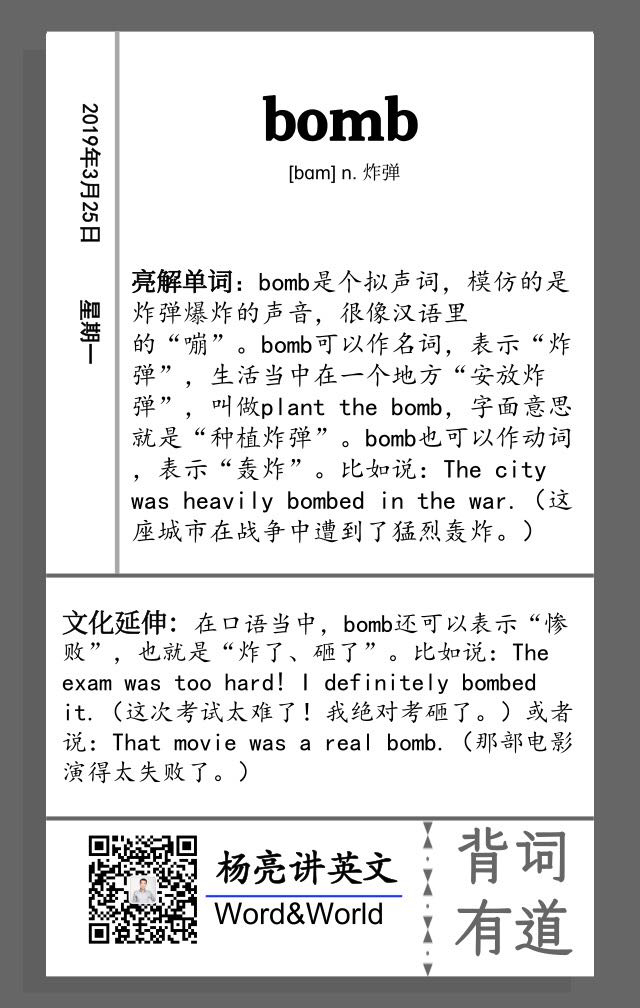 2019年3月25日 星期一
bomb
[bɑm] n. 炸弹
亮解单词：bomb是个拟声词，模仿的是
炸弹爆炸的声音，很像汉语里
的“嘣”。bomb可以作名词，表示“炸
弹”，生活当中在一个地方“安放炸
弹”，叫做plant the bomb，字面意思
就是“种植炸弹”。bomb也可以作动词
，表示“轰炸”。比如说：The city
was heavily bombed in the war.（这
座城市在战争中遭到了猛烈轰炸。）
文化延伸：在口语当中，bomb还可以表示“惨
败”，也就是“炸了、砸了”。比如说：The
exam was too hard! I definitely bombed
it.（这次考试太难了！我绝对考砸了。）或者
说：That movie was a real bomb.（那部电影
演得太失败了。）
杨亮讲英文
Word&World
背词
有道